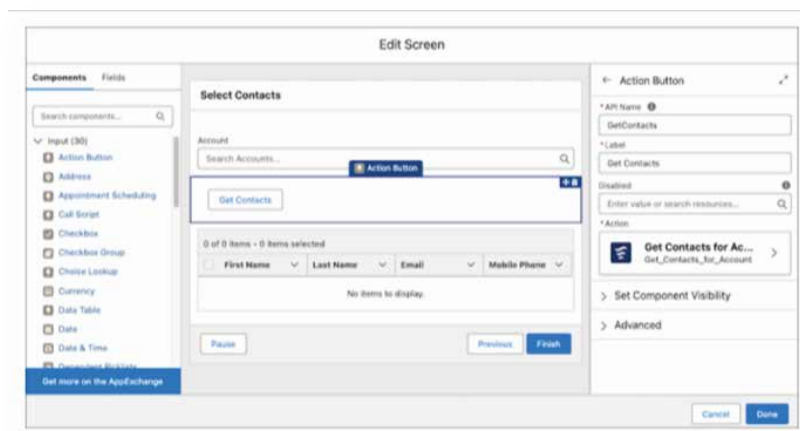 Edit Screen
Components Fields
Search components...
Input (30)
Action Button
Address
Appointment Scheduling
Call Script
Checkbox
Checkbox Group
Choice Lookup
Currency
Data Table
Date
Date & Time
Dependent Picklists
Get more on the AppExchange
Select Contacts
Account
Search Accounts...
Action Button
Get Contacts
0 of 0 items - 0 items selected
First Name Last Name Email Mobile Phone
No items to display.
Pause Previous Finish
Action Button
*API Name
GetContacts
*Label
Get Contacts
Disabled
Enter value or search resources...
*Action
Get Contacts for Ac...
Get_Contacts_for_Account
Set Component Visibility
Advanced
Cancel Done